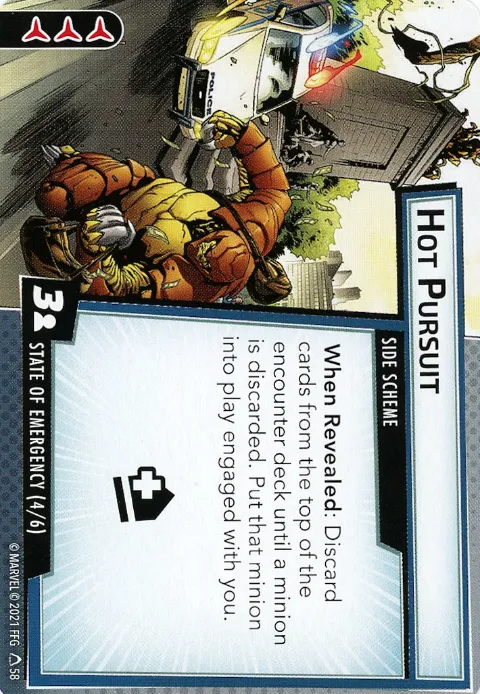 HOT PURSUIT
SIDE SCHEME
When Revealed: Discard
cards from the top of the
encounter deck until a minion
is discarded. Put that minion
into play engaged with you.
3
STATE OF EMERGENCY (4/6)
© MARVEL © 2021 FFG 58
POLICE